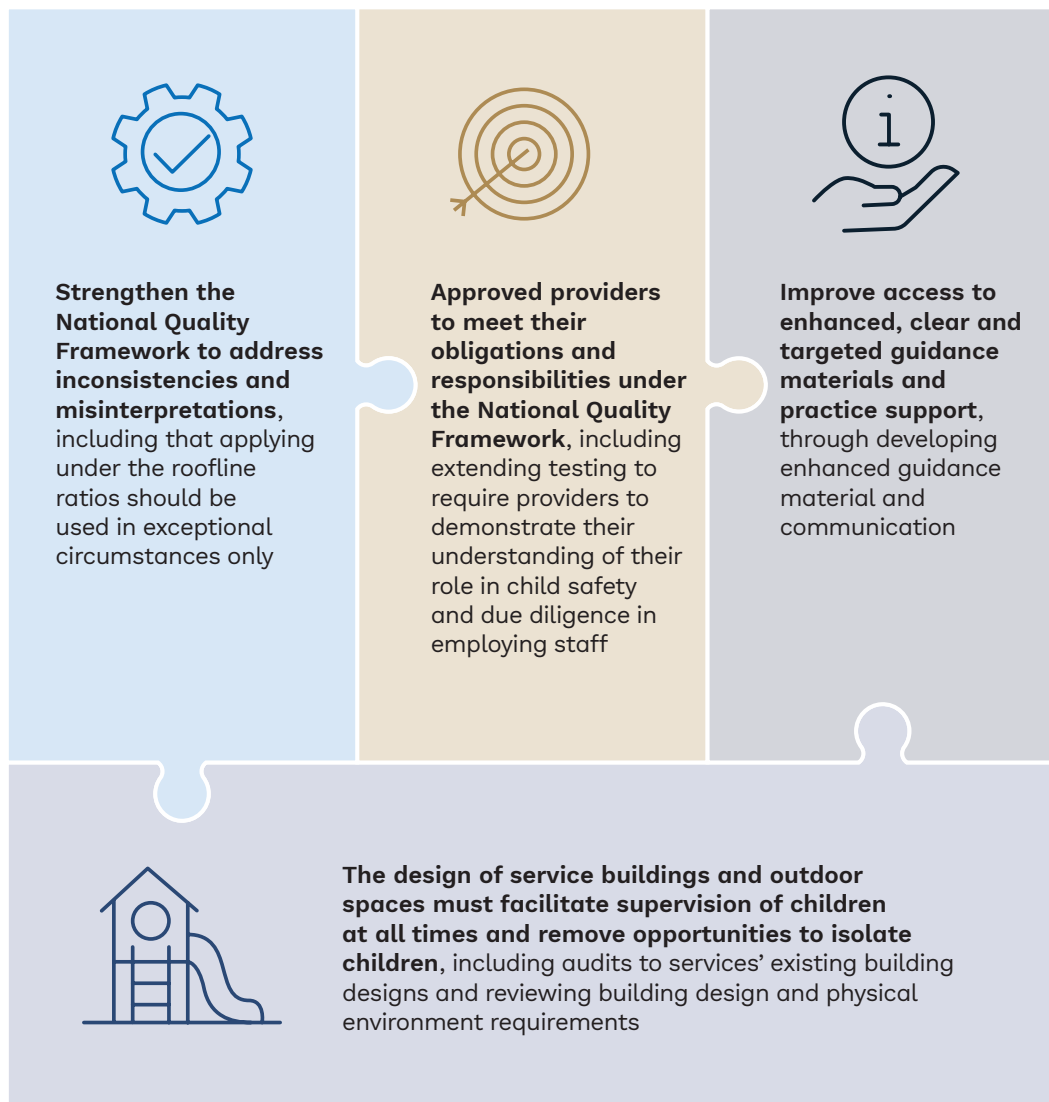 i
Strengthen the
National Quality
Framework to address
inconsistencies and
misinterpretations,
including that applying
under the roofline
ratios should be
used in exceptional
circumstances only
Approved providers
to meet their
obligations and
responsibilities under
the National Quality
Framework, including
extending testing to
require providers to
demonstrate their
understanding of their
role in child safety
and due diligence in
employing staff
Improve access to
enhanced, clear and
targeted guidance
materials and
practice support,
through developing
enhanced guidance
material and
communication
The design of service buildings and outdoor
spaces must facilitate supervision of children
at all times and remove opportunities to isolate
children, including audits to services’ existing building
designs and reviewing building design and physical
environment requirements